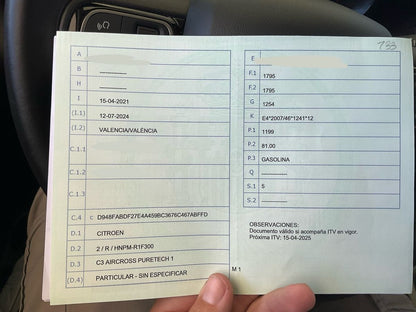 733
A
B ----------
H ----------
I 15-04-2021
(I.1) 12-07-2024
(I.2) VALENCIA/VALÈNCIA
C.1.1
C.1.2
C.1.3
C.4 c D948FABDF27E4A459BC3676C467ABFFD
D.1 CITROEN
D.2 2 / R / HNPM-R1F300
D.3 C3 AIRCROSS PURETECH 1
(D.4) PARTICULAR - SIN ESPECIFICAR
E
F.1 1795
F.2 1795
G 1254
K E4*2007/46*1241*12
P.1 1199
P.2 81.00
P.3 GASOLINA
Q ----------
S.1 5
S.2 ----------
OBSERVACIONES:
Documento válido si acompaña ITV en vigor.
Próxima ITV: 15-04-2025
M 1